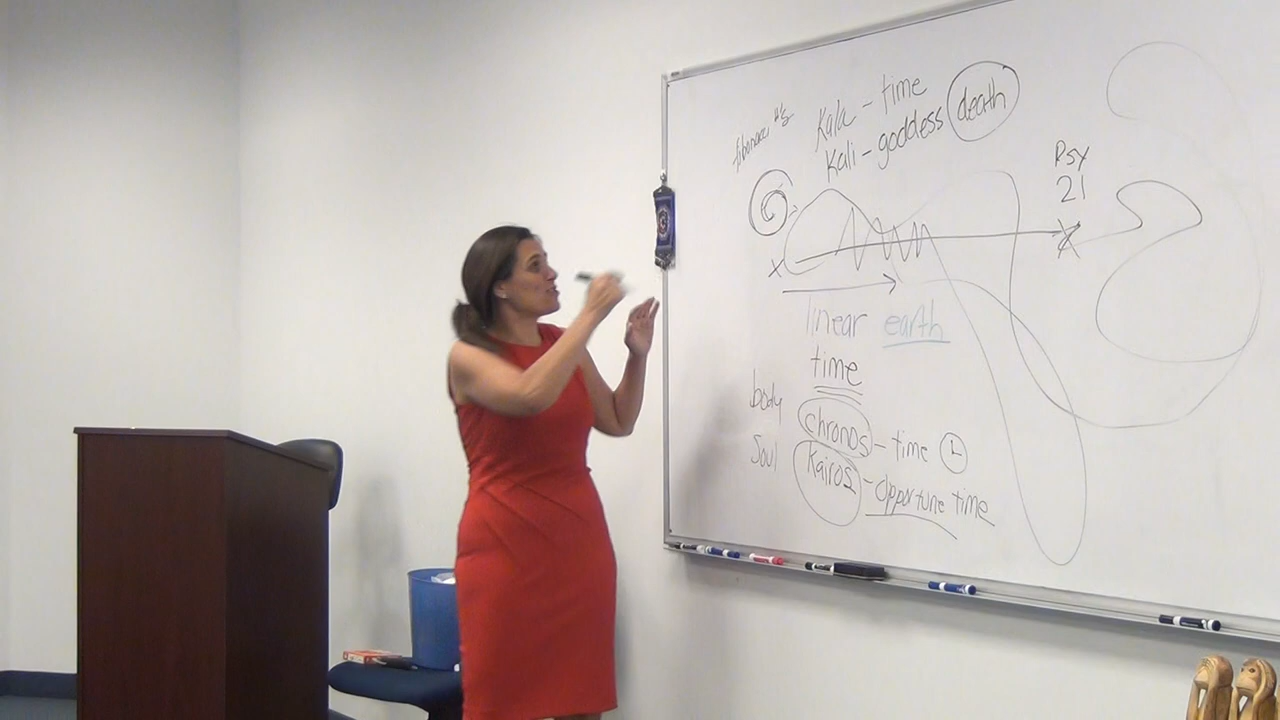 Kala - time
Kali - goddess death
Psy
21
x
x
linear earth
time
body chronos - time L
Soul Kairos - opportune time